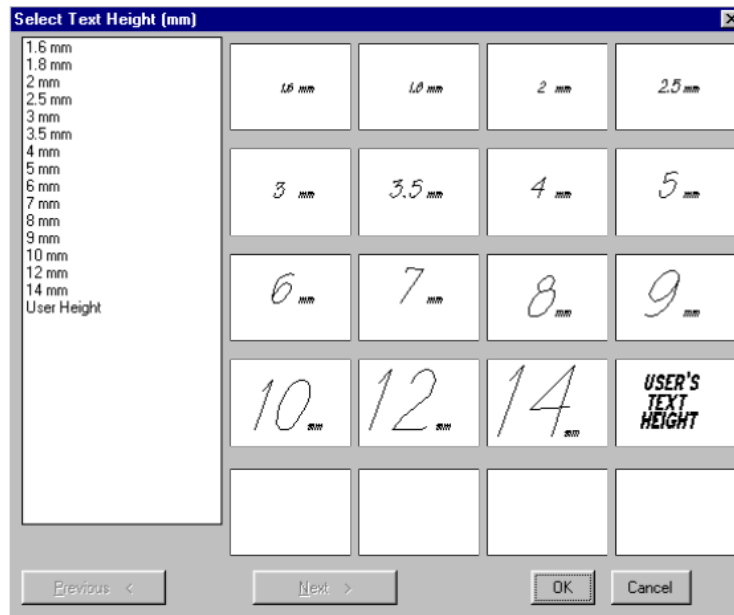 Select Text Height (mm)
1.6 mm
1.8 mm
2 mm
2.5 mm
3 mm
3.5 mm
4 mm
5 mm
6 mm
7 mm
8 mm
9 mm
10 mm
12 mm
14 mm
User Height
1.6 mm
1.8 mm
2 mm
2.5 mm
3 mm
3.5 mm
4 mm
5 mm
6 mm
7 mm
8 mm
9 mm
10 mm
12 mm
14 mm
USER'S
TEXT
HEIGHT
Previous <
Next >
OK
Cancel